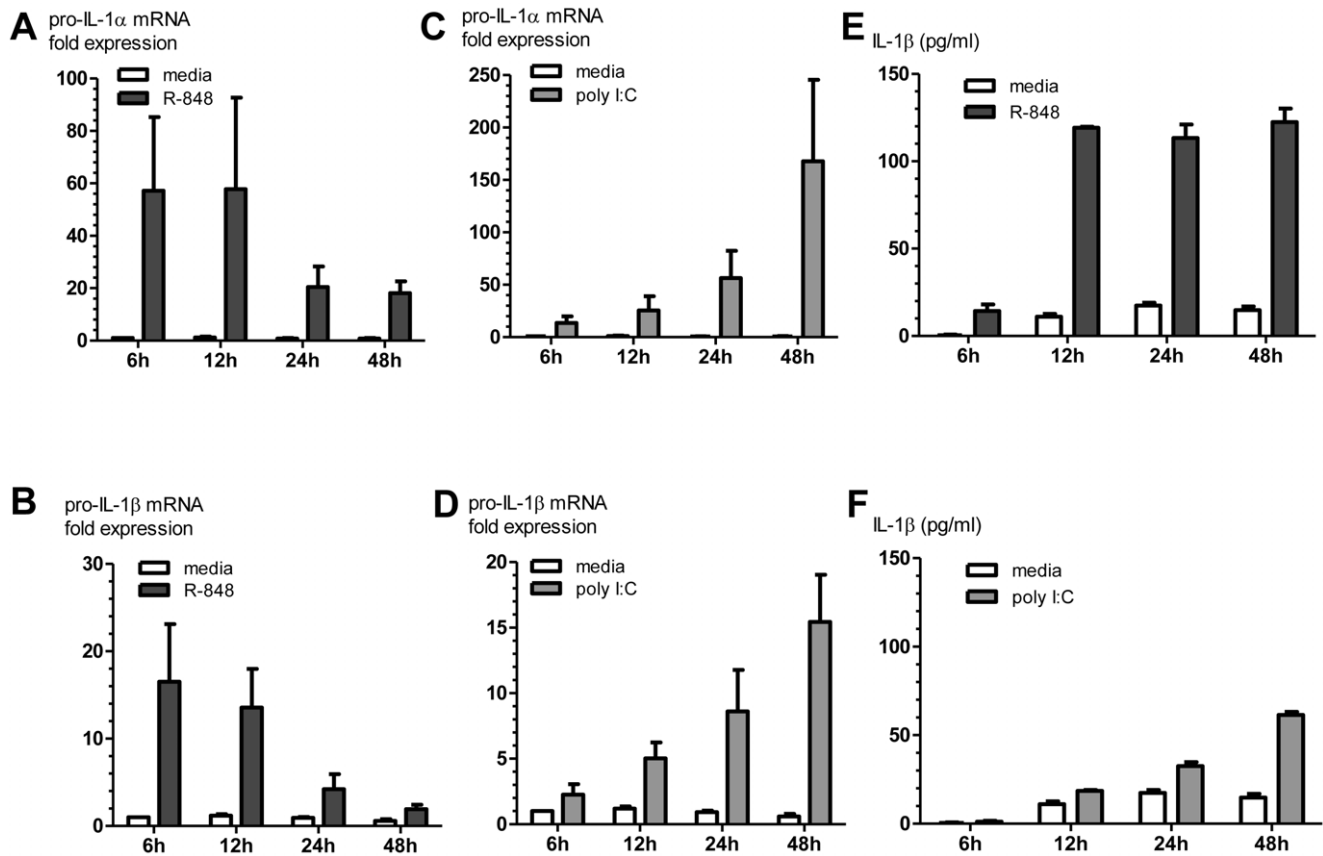 A
pro-IL-1α mRNA
fold expression
media
R-848
100
80
60
40
20
0
6h 12h 24h 48h
C
pro-IL-1α mRNA
fold expression
media
poly I:C
250
200
150
100
50
0
6h 12h 24h 48h
E
IL-1β (pg/ml)
media
R-848
150
100
50
0
6h 12h 24h 48h
B
pro-IL-1β mRNA
fold expression
media
R-848
30
20
10
0
6h 12h 24h 48h
D
pro-IL-1β mRNA
fold expression
media
poly I:C
20
15
10
5
0
6h 12h 24h 48h
F
IL-1β (pg/ml)
media
poly I:C
150
100
50
0
6h 12h 24h 48h